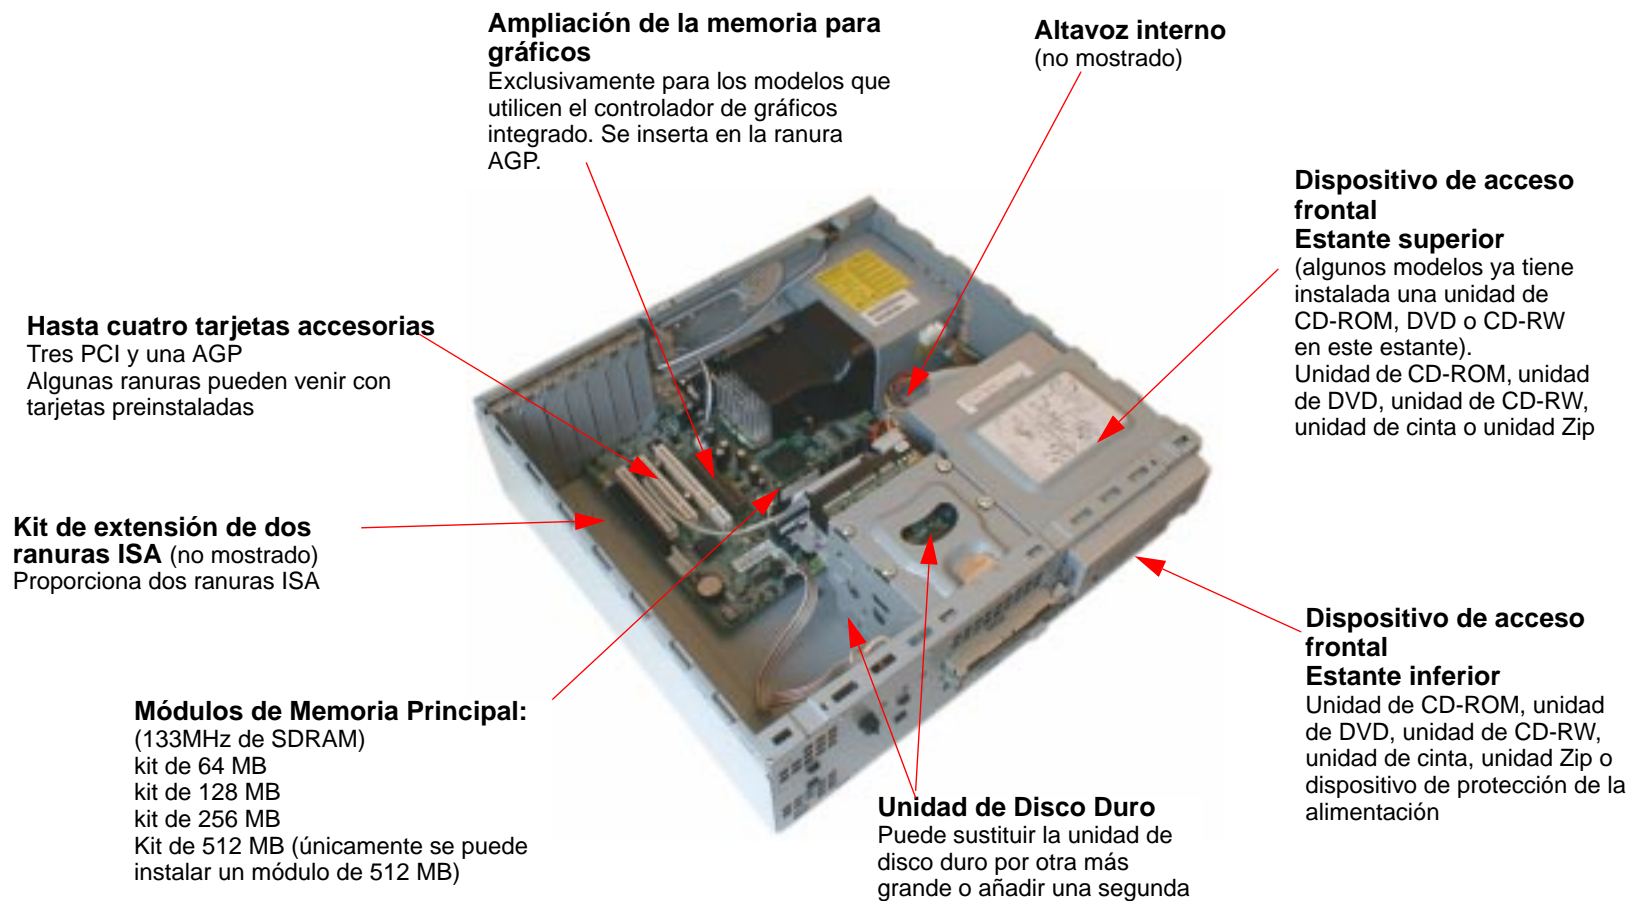 Ampliación de la memoria para
gráficos
Exclusivamente para los modelos que
utilicen el controlador de gráficos
integrado. Se inserta en la ranura
AGP.
Altavoz interno
(no mostrado)
Dispositivo de acceso
frontal
Estante superior
(algunos modelos ya tiene
instalada una unidad de
CD-ROM, DVD o CD-RW
en este estante).
Unidad de CD-ROM, unidad
de DVD, unidad de CD-RW,
unidad de cinta o unidad Zip
Hasta cuatro tarjetas accesorias
Tres PCI y una AGP
Algunas ranuras pueden venir con
tarjetas preinstaladas
Kit de extensión de dos
ranuras ISA (no mostrado)
Proporciona dos ranuras ISA
Dispositivo de acceso
frontal
Estante inferior
Unidad de CD-ROM, unidad
de DVD, unidad de CD-RW,
unidad de cinta, unidad Zip o
dispositivo de protección de la
alimentación
Módulos de Memoria Principal:
(133MHz de SDRAM)
kit de 64 MB
kit de 128 MB
kit de 256 MB
Kit de 512 MB (únicamente se puede
instalar un módulo de 512 MB)
Unidad de Disco Duro
Puede sustituir la unidad de
disco duro por otra más
grande o añadir una segunda